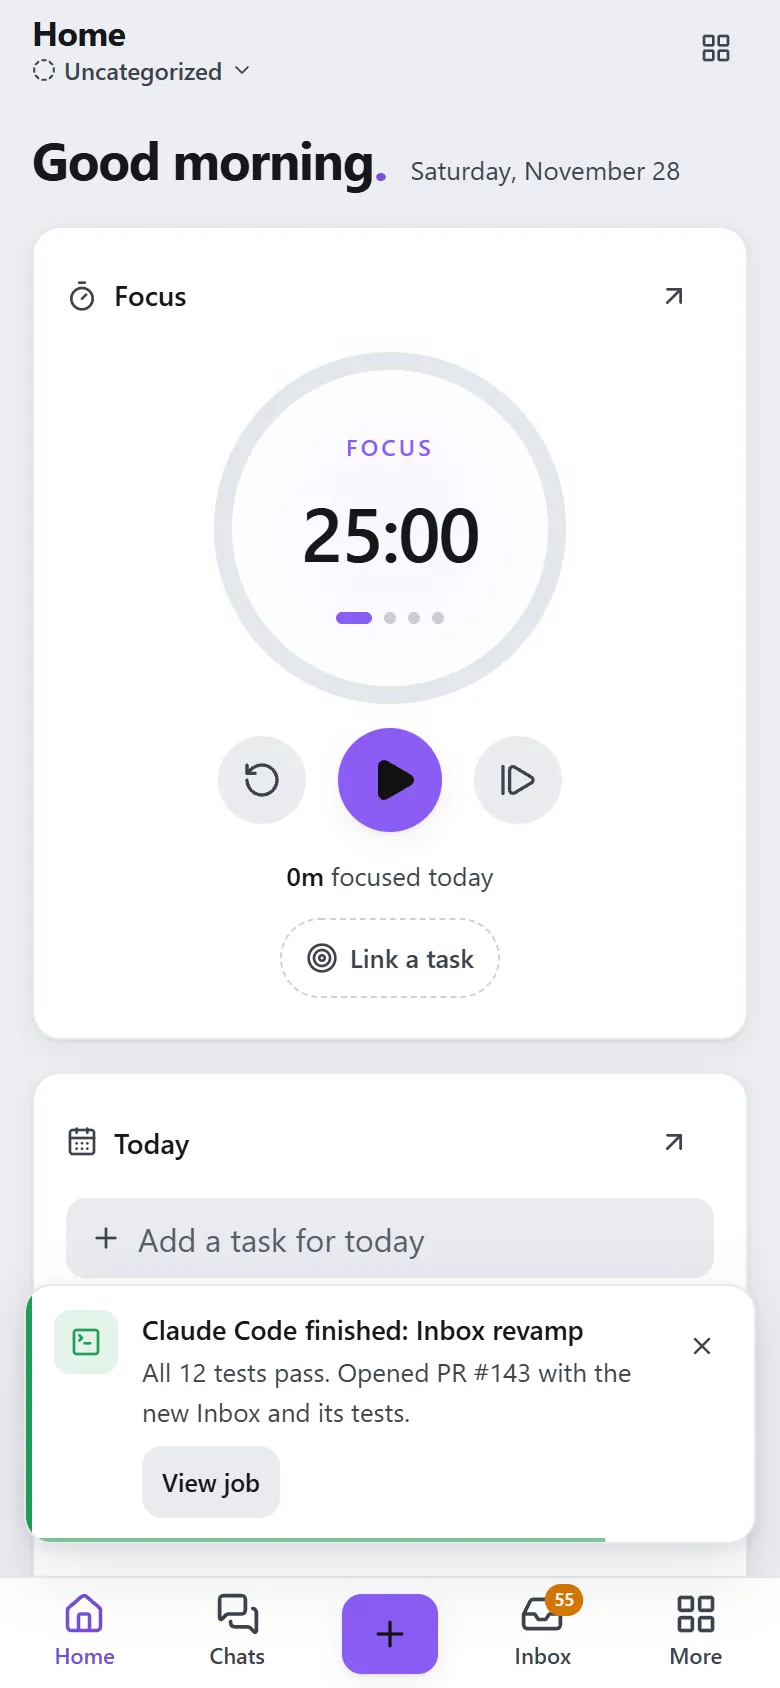 Home
Uncategorized
Good morning. Saturday, November 28
Focus
FOCUS
25:00
0m focused today
Link a task
Today
Add a task for today
Claude Code finished: Inbox revamp
All 12 tests pass. Opened PR #143 with the
new Inbox and its tests.
View job
55
Home Chats Inbox More